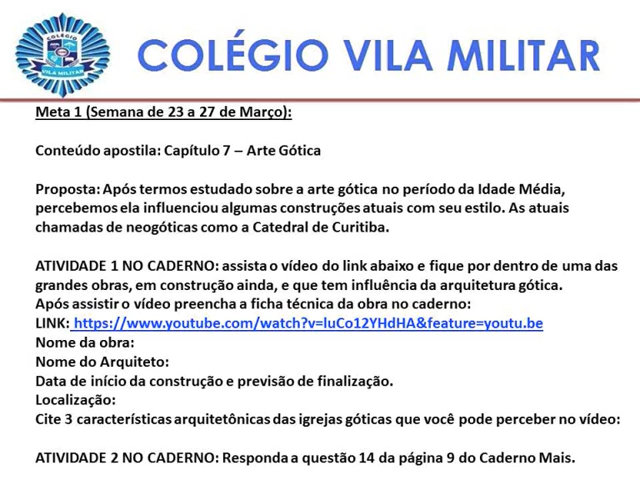 VILA MILITAR
COLÉGIO VILA MILITAR
Meta 1 (Semana de 23 a 27 de Março):
Conteúdo apostila: Capítulo 7 – Arte Gótica
Proposta: Após termos estudado sobre a arte gótica no período da Idade Média,
percebemos ela influenciou algumas construções atuais com seu estilo. As atuais
chamadas de neogóticas como a Catedral de Curitiba.
ATIVIDADE 1 NO CADERNO: assista o vídeo do link abaixo e fique por dentro de uma das
grandes obras, em construção ainda, e que tem influência da arquitetura gótica.
Após assistir o vídeo preencha a ficha técnica da obra no caderno:
LINK: https://www.youtube.com/watch?v=luCo12YHdHA&feature=youtu.be
Nome da obra:
Nome do Arquiteto:
Data de início da construção e previsão de finalização.
Localização:
Cite 3 características arquitetônicas das igrejas góticas que você pode perceber no vídeo:
ATIVIDADE 2 NO CADERNO: Responda a questão 14 da página 9 do Caderno Mais.